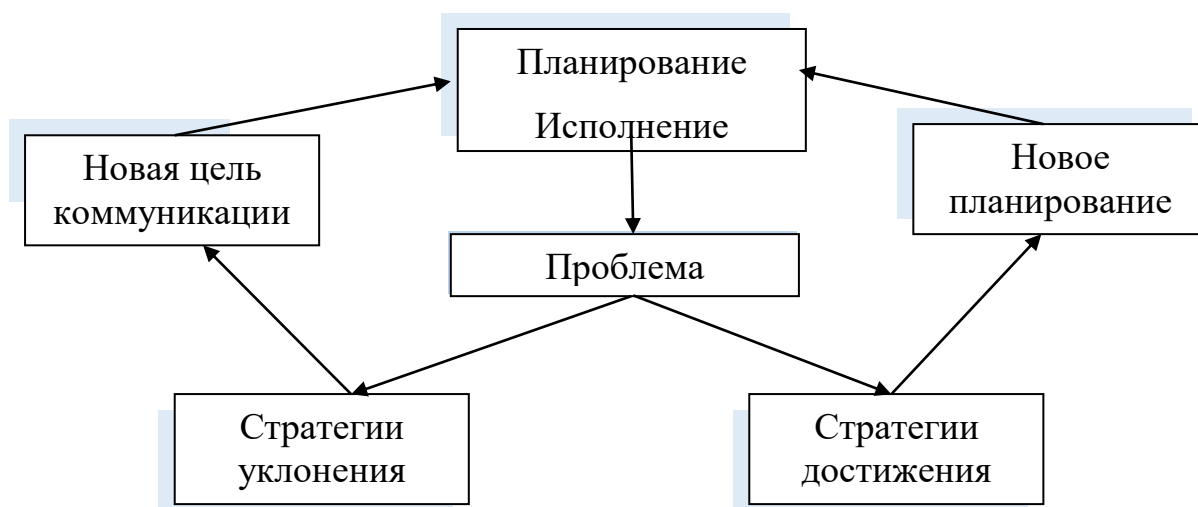 Планирование
Исполнение
Новая цель
коммуникации
Новое
планирование
Проблема
Стратегии
уклонения
Стратегии
достижения